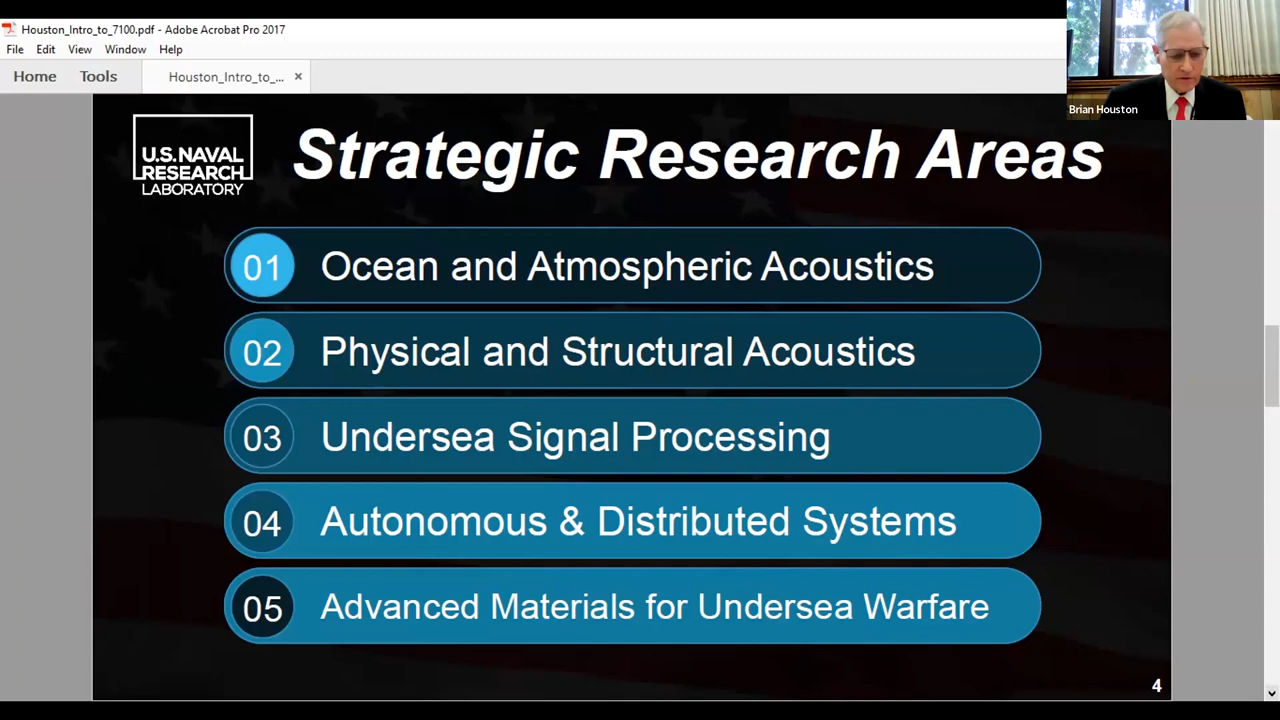 Houston_Intro_to_7100.pdf - Adobe Acrobat Pro 2017
File Edit View Window Help
Home Tools Houston_Intro_to_... ×
Brian Houston
U.S. NAVAL
RESEARCH
LABORATORY
Strategic Research Areas
01 Ocean and Atmospheric Acoustics
02 Physical and Structural Acoustics
03 Undersea Signal Processing
04 Autonomous & Distributed Systems
05 Advanced Materials for Undersea Warfare
4